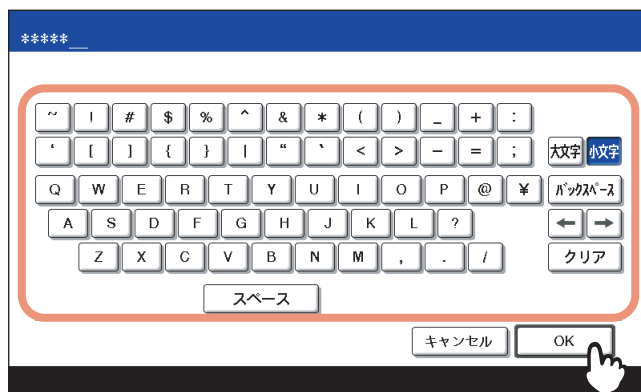 *****__
~ ! # $ % ^ & * ( ) _ + :
‘ [ ] { } | “ ` < > − = ; 大文字 小文字
Q W E R T Y U I O P @ ¥ バックスペース
A S D F G H J K L ? ← →
Z X C V B N M , . / クリア
スペース
キャンセル OK